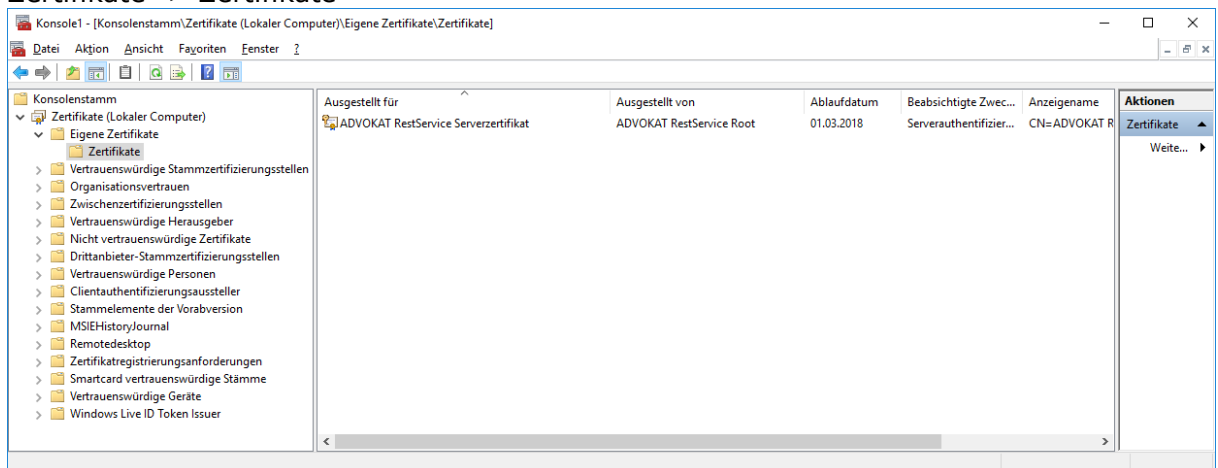 Zertifikate -> Zertifikate
Konsole1 - [Konsolenstamm\Zertifikate (Lokaler Computer)\Eigene Zertifikate\Zertifikate]
Datei Aktion Ansicht Favoriten Fenster ?
Konsolenstamm
Zertifikate (Lokaler Computer)
Eigene Zertifikate
Zertifikate
Vertrauenswürdige Stammzertifizierungsstellen
Organisationsvertrauen
Zwischenzertifizierungsstellen
Vertrauenswürdige Herausgeber
Nicht vertrauenswürdige Zertifikate
Drittanbieter-Stammzertifizierungsstellen
Vertrauenswürdige Personen
Clientauthentifizierungsaussteller
Stammelemente der Vorabversion
MSIEHistoryJournal
Remotedesktop
Zertifikatregistrierungsanforderungen
Smartcard vertrauenswürdige Stämme
Vertrauenswürdige Geräte
Windows Live ID Token Issuer
Ausgestellt für Ausgestellt von Ablaufdatum Beabsichtigte Zwec... Anzeigename
ADVOKAT RestService Serverzertifikat ADVOKAT RestService Root 01.03.2018 Serverauthentifizier... CN=ADVOKAT R
Aktionen
Zertifikate
Weite...